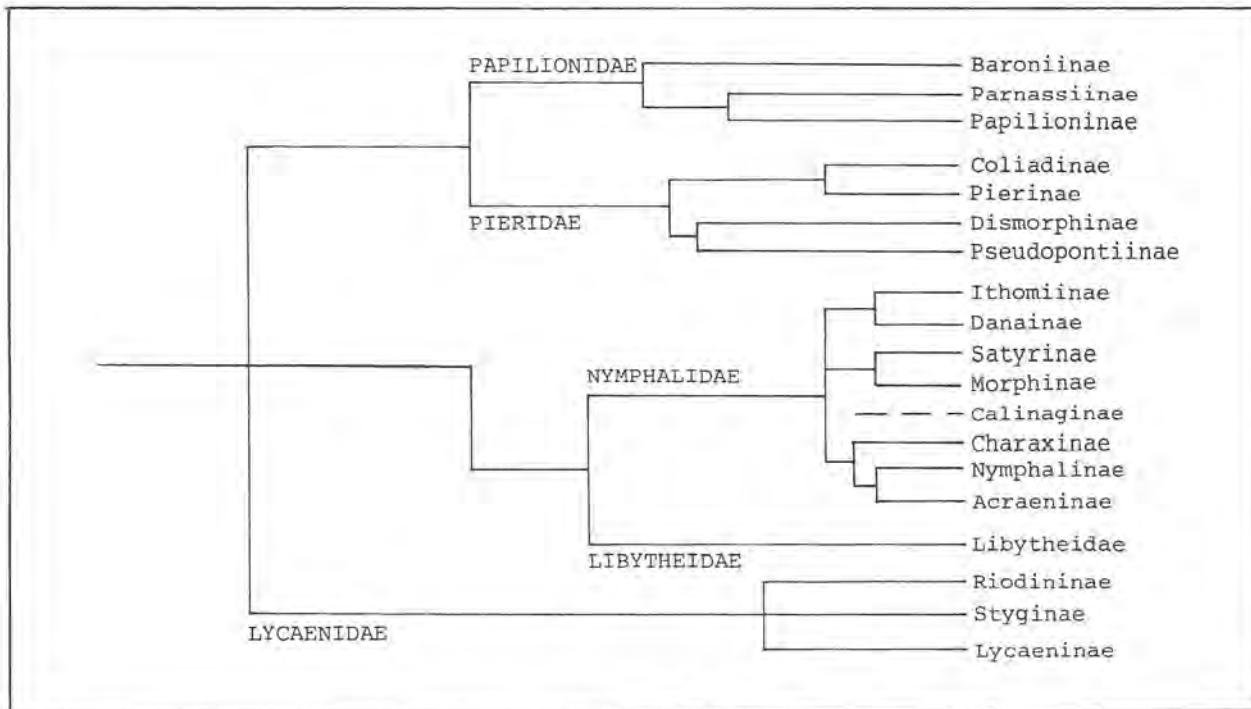 PAPILIONIDAE
Baroniinae
Parnassiinae
Papilioninae
Coliadinae
Pierinae
PIERIDAE
Dismorphinae
Pseudopontiinae
Ithomiinae
Danainae
Satyrinae
NYMPHALIDAE
Morphinae
Calinaginae
Charaxinae
Nymphalinae
Acraeninae
Libytheidae
LIBYTHEIDAE
Riodininae
Styginae
LYCAENIDAE
Lycaeninae